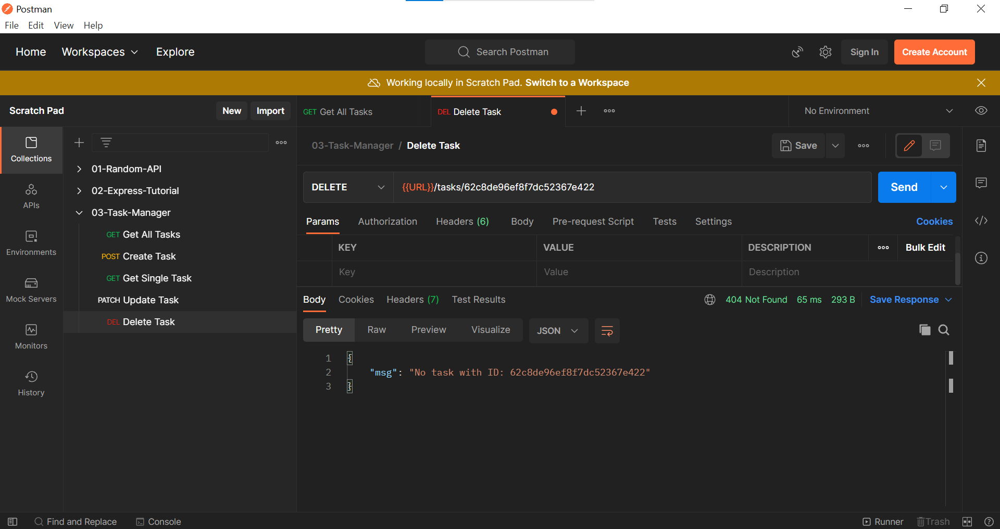 Postman
File Edit View Help
Home Workspaces Explore
Search Postman
Sign In
Create Account
Working locally in Scratch Pad. Switch to a Workspace
Scratch Pad
New
Import
GET Get All Tasks
DEL Delete Task
No Environment
Collections
APIs
Environments
Mock Servers
Monitors
History
01-Random-API
02-Express-Tutorial
03-Task-Manager
GET Get All Tasks
POST Create Task
GET Get Single Task
PATCH Update Task
DEL Delete Task
03-Task-Manager / Delete Task
Save
DELETE
{{URL}}/tasks/62c8de96ef8f7dc52367e422
Send
Params Authorization Headers (6) Body Pre-request Script Tests Settings
Cookies
KEY VALUE DESCRIPTION
Bulk Edit
Key Value Description
Body Cookies Headers (7) Test Results
404 Not Found 65 ms 293 B
Save Response
Pretty Raw Preview Visualize
JSON
1 {
2 "msg": "No task with ID: 62c8de96ef8f7dc52367e422"
3 }
Find and Replace
Console
Runner
Trash